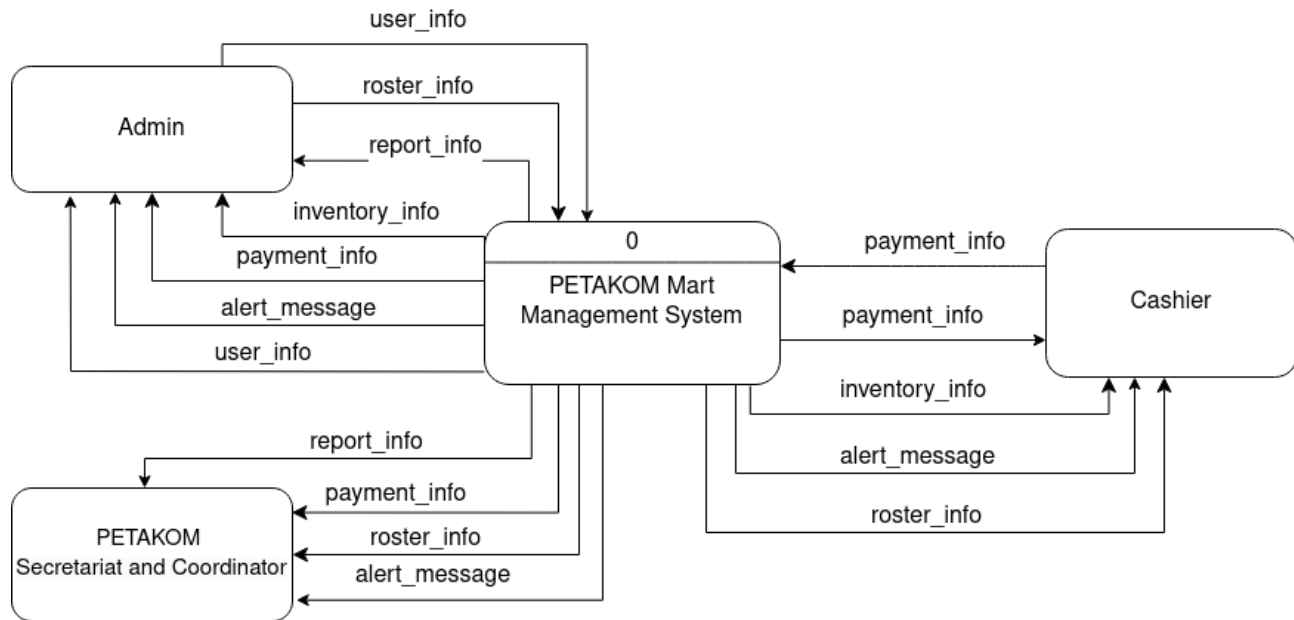 user_info
roster_info
Admin
report_info
inventory_info
payment_info
alert_message
user_info
0
PETAKOM Mart
Management System
payment_info
payment_info
Cashier
inventory_info
alert_message
roster_info
report_info
payment_info
roster_info
alert_message
PETAKOM
Secretariat and Coordinator